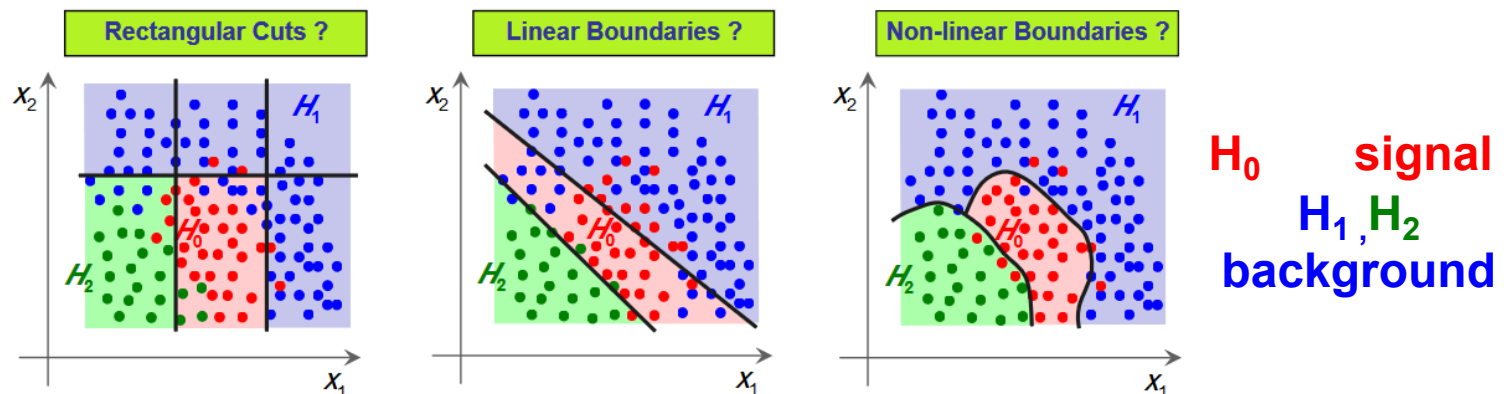 Rectangular Cuts ?
x2
H1
H0
H2
x1
Linear Boundaries ?
x2
H1
H0
H2
x1
Non-linear Boundaries ?
x2
H1
H0
H2
x1
H0 signal
H1 ,H2
background